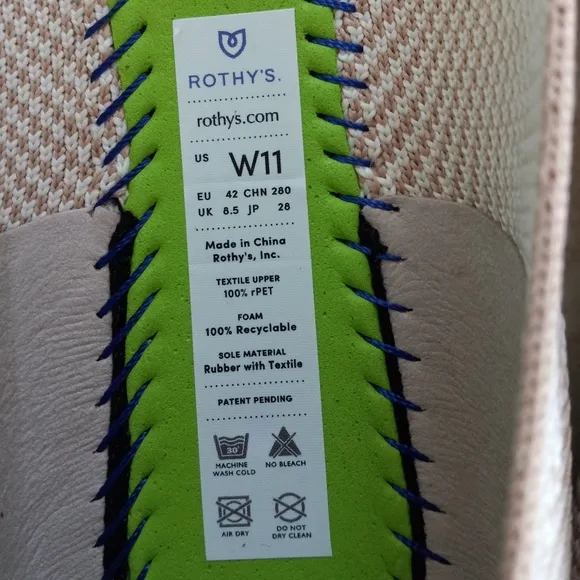 ROTHY'S.
rothy's.com
US W11
EU 42 CHN 280
UK 8.5 JP 28
Made in China
Rothy's, Inc.
TEXTILE UPPER
100% rPET
FOAM
100% Recyclable
SOLE MATERIAL
Rubber with Textile
PATENT PENDING
30°
MACHINE
WASH COLD
NO BLEACH
AIR DRY
DO NOT
DRY CLEAN